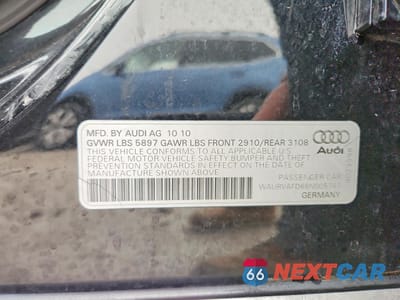 MFD. BY AUDI AG 10 10
GVWR LBS 5897 GAWR LBS FRONT 2910/REAR 3108
THIS VEHICLE CONFORMS TO ALL APPLICABLE
FEDERAL MOTOR VEHICLE SAFETY BUMPER AND THEFT
PREVENTION STANDARDS IN EFFECT ON THE DATE OF
MANUFACTURE SHOWN ABOVE
Audi
PASSENGER CAR
GERMANY
66 NEXTCAR